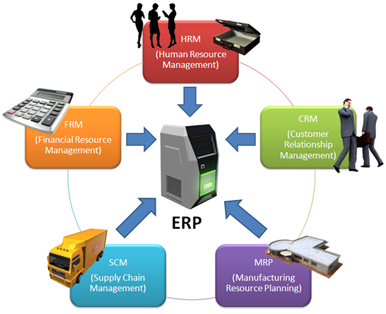 HRM
(Human Resource
Management)
FRM
(Financial Resource
Management)
CRM
(Customer
Relationship
Management)
ERP
SCM
(Supply Chain
Management)
MRP
(Manufacturing
Resource Planning)